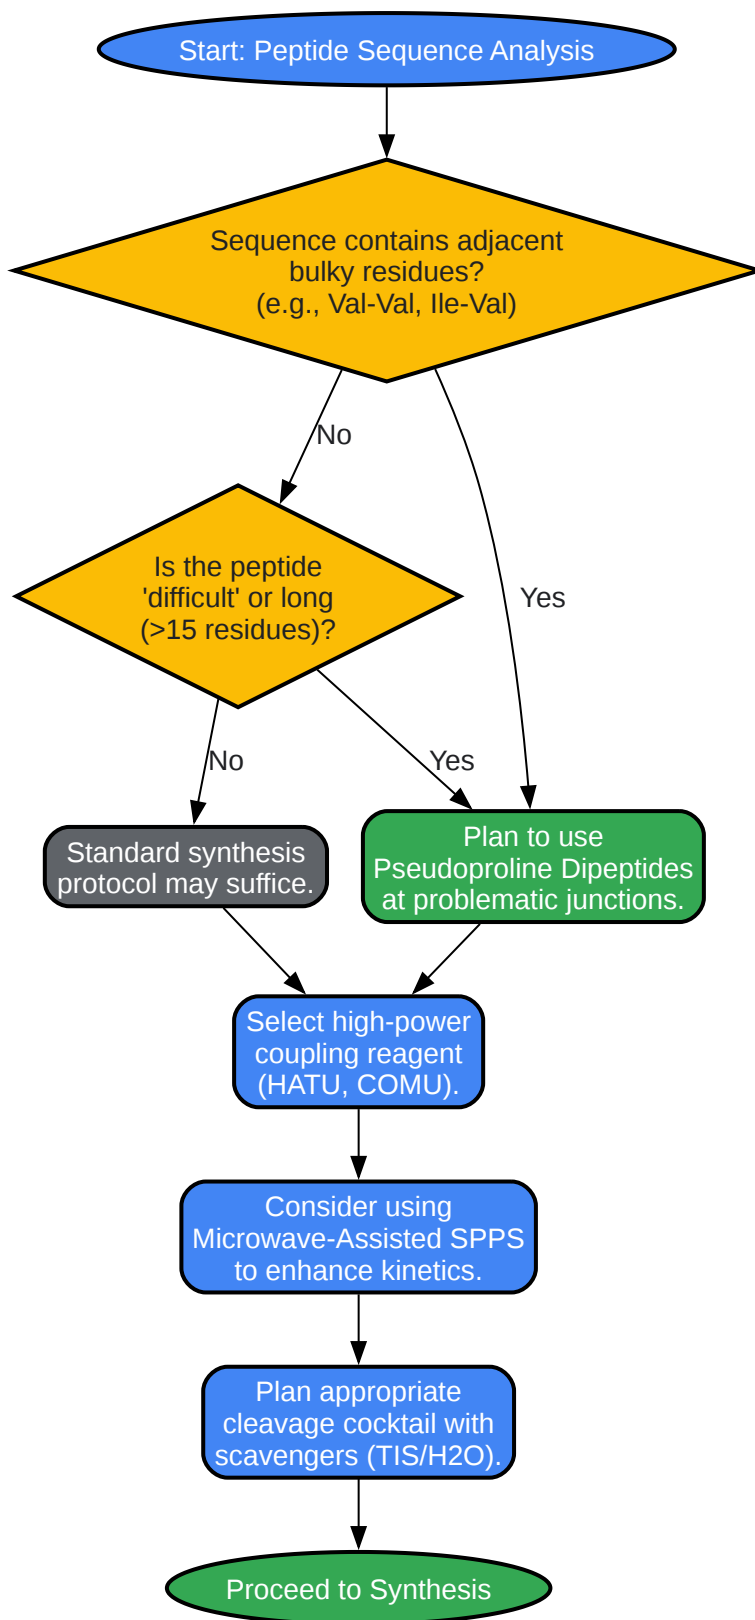 Start: Peptide Sequence Analysis
Sequence contains adjacent
bulky residues?
(e.g., Val-Val, Ile-Val)
No
Is the peptide
'difficult' or long
(>15 residues)?
Yes
No
Yes
Standard synthesis
protocol may suffice.
Plan to use
Pseudoproline Dipeptides
at problematic junctions.
Select high-power
coupling reagent
(HATU, COMU).
Consider using
Microwave-Assisted SPPS
to enhance kinetics.
Plan appropriate
cleavage cocktail with
scavengers (TIS/H2O).
Proceed to Synthesis